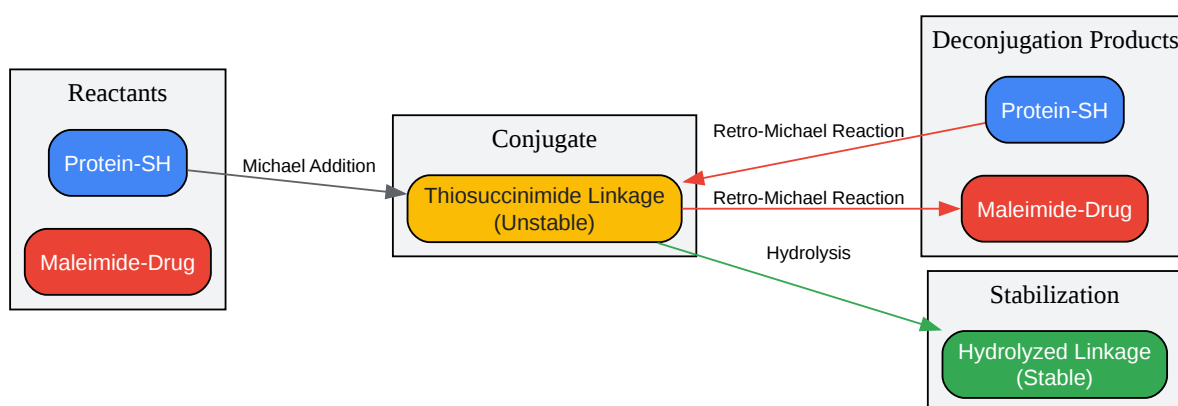 Reactants
Protein-SH
Maleimide-Drug
Michael Addition
Conjugate
Thiosuccinimide Linkage
(Unstable)
Retro-Michael Reaction
Retro-Michael Reaction
Hydrolysis
Deconjugation Products
Protein-SH
Maleimide-Drug
Stabilization
Hydrolyzed Linkage
(Stable)